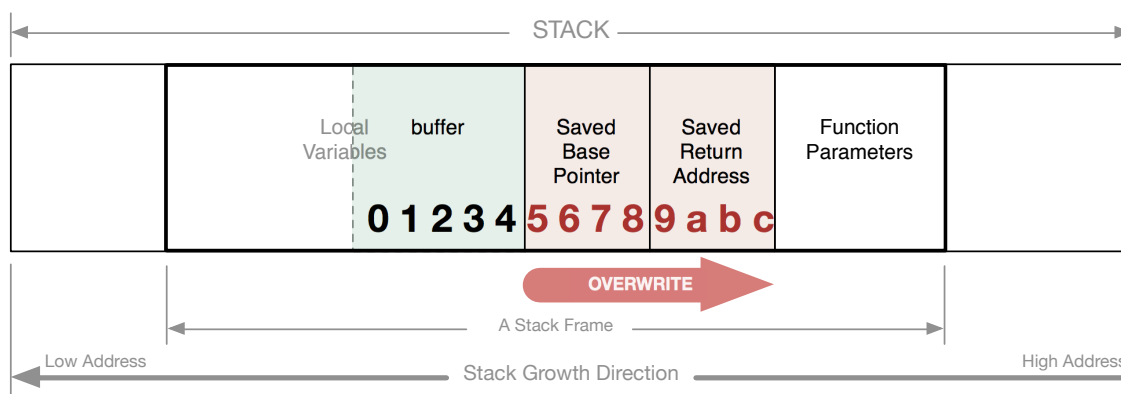 STACK
Local
Variables
buffer
Saved
Base
Pointer
Saved
Return
Address
Function
Parameters
0 1 2 3 4 5 6 7 8 9 a b c
OVERWRITE
A Stack Frame
Low Address
High Address
Stack Growth Direction